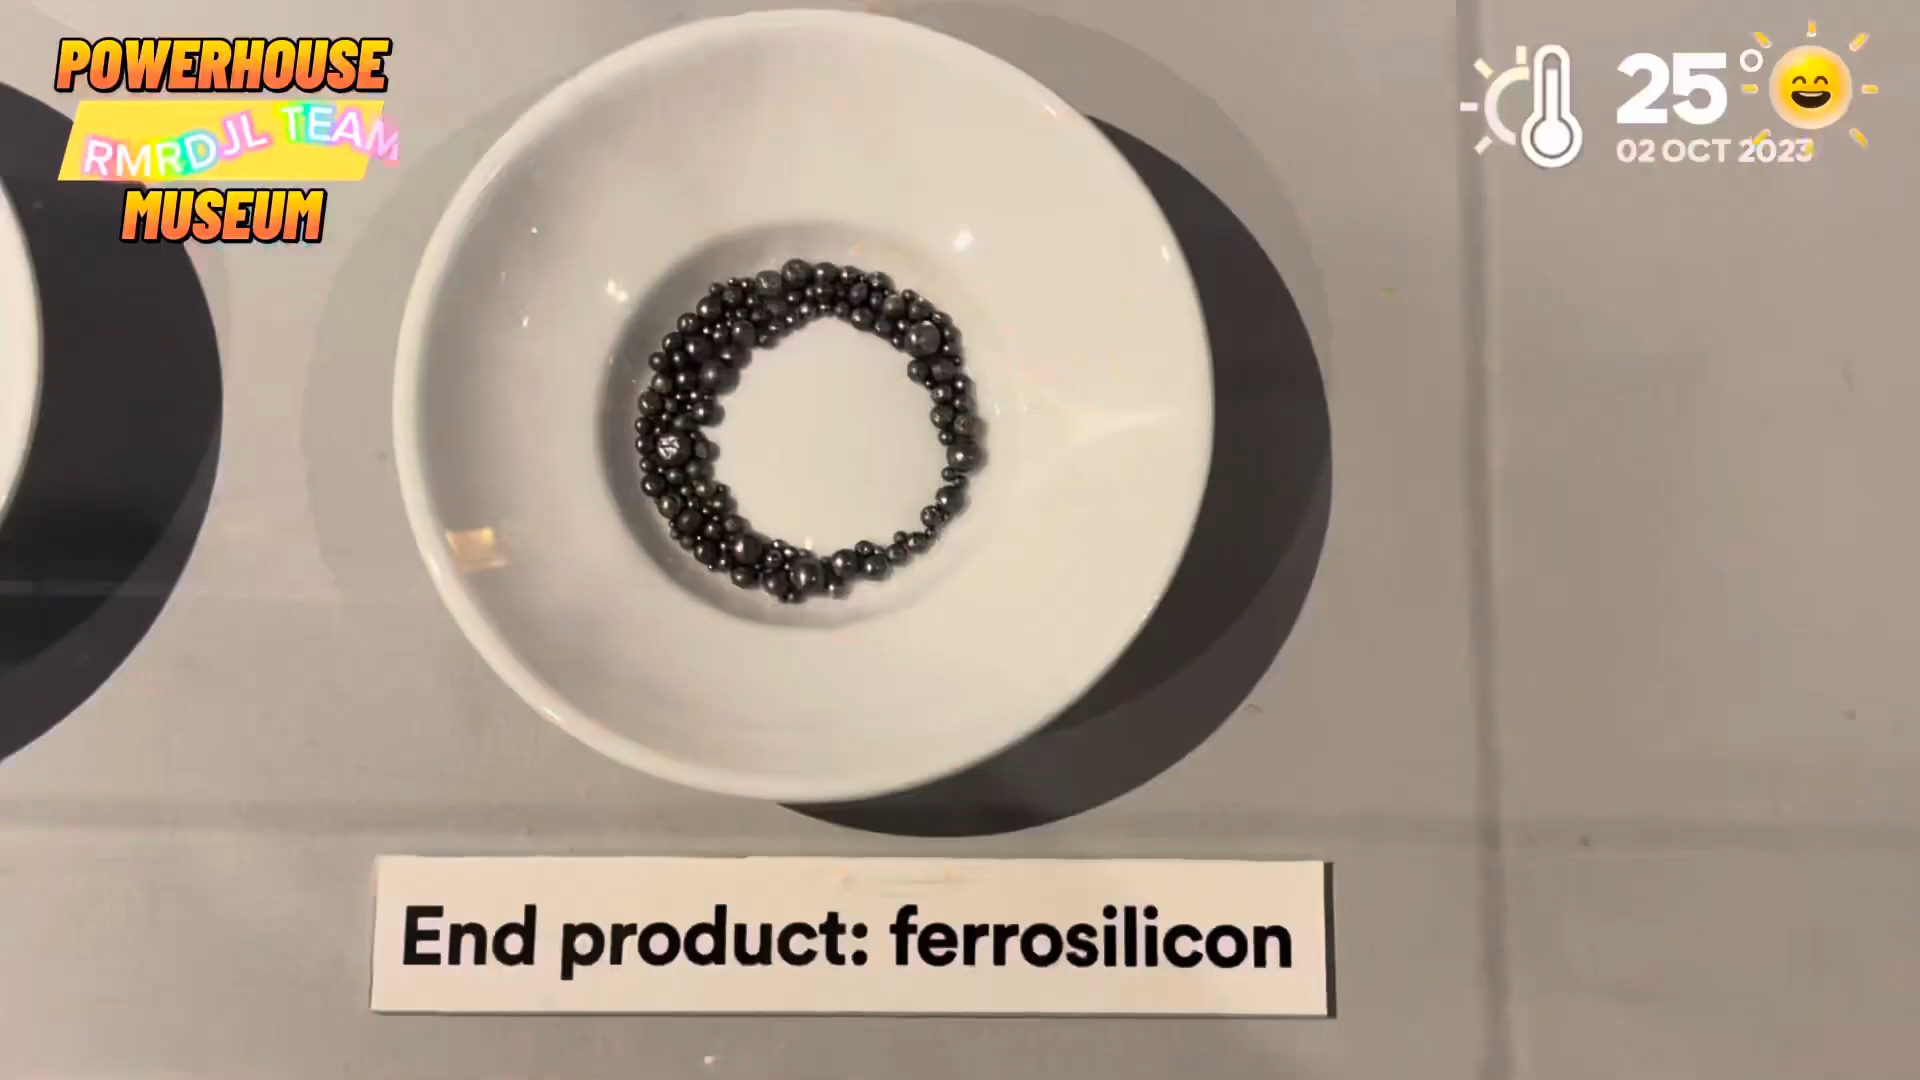 POWERHOUSE
RMRDJL TEAM
MUSEUM
25°
02 OCT 2023
End product: ferrosilicon